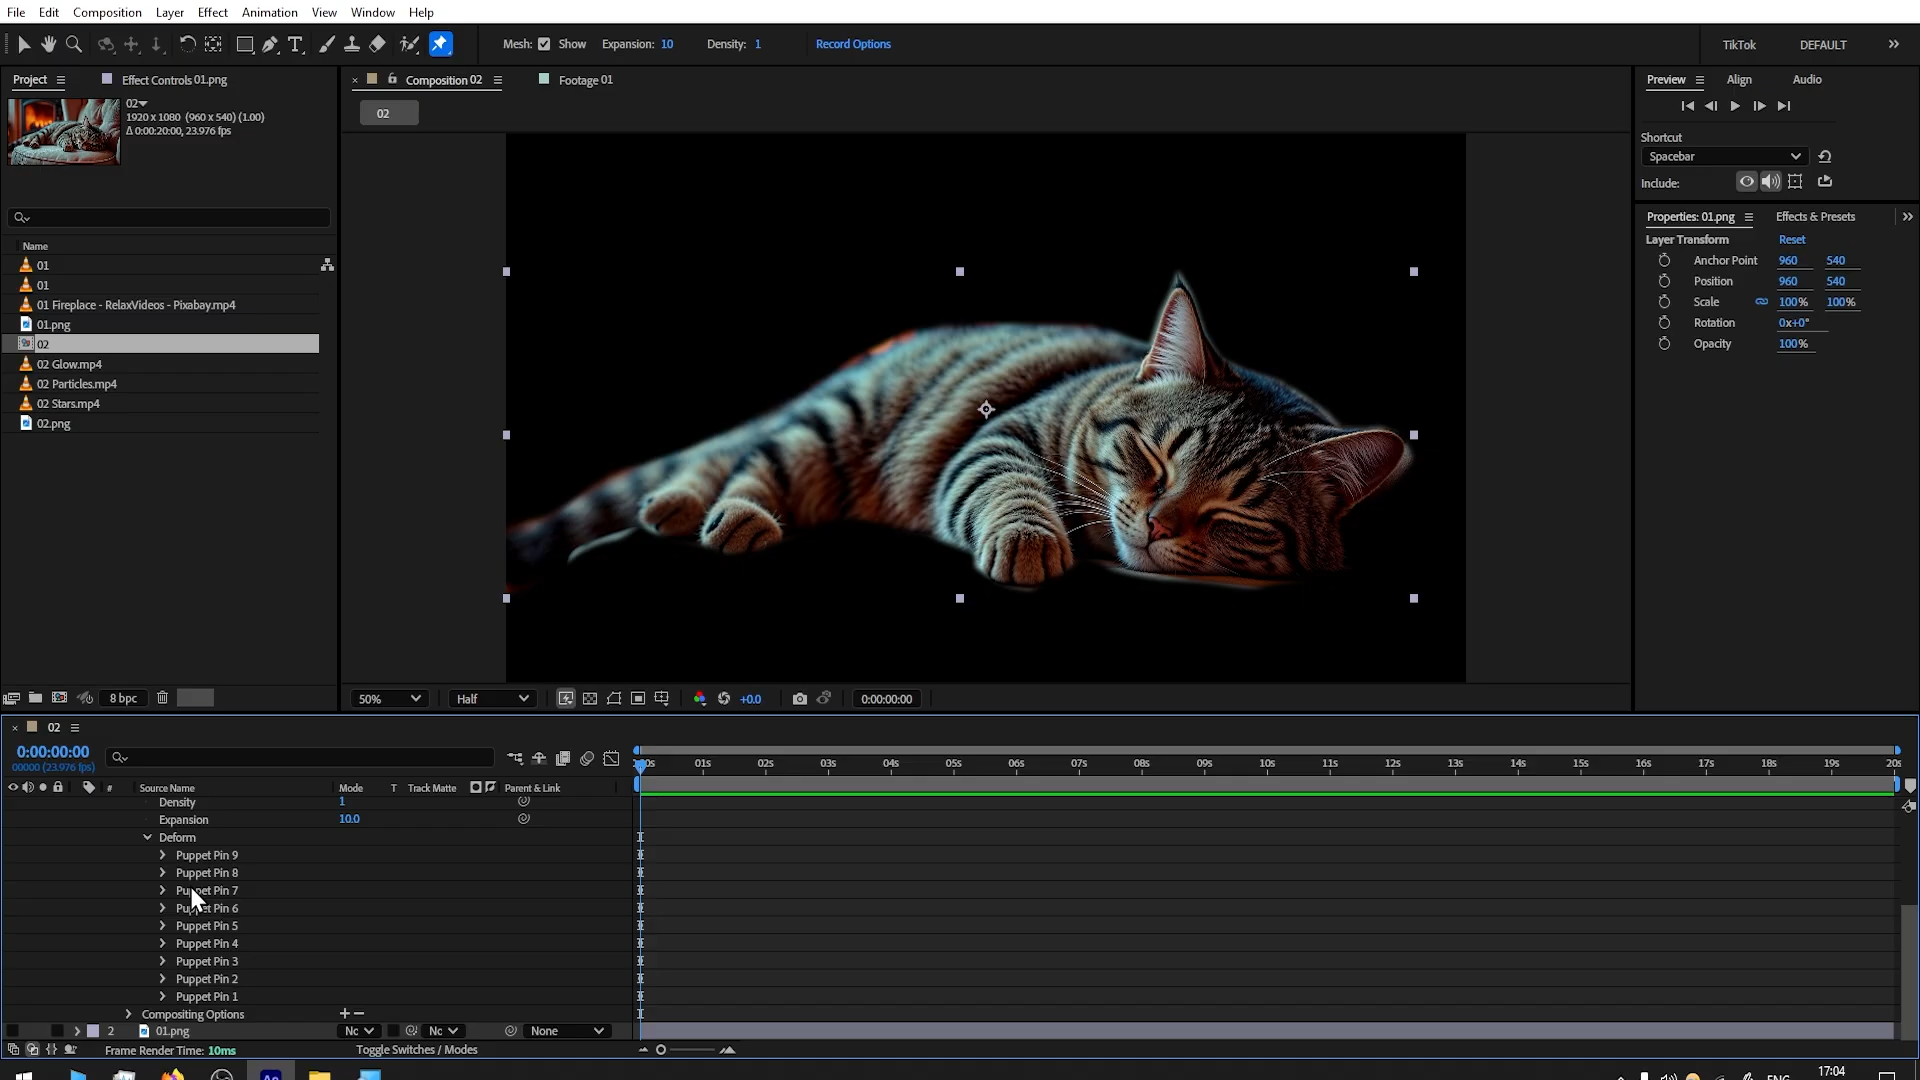 File Edit Composition Layer Effect Animation View Window Help
Mesh: Show Expansion: 10 Density: 1 Record Options TikTok DEFAULT
Project Effect Controls 01.png
02
1920 x 1080 (960 x 540) (1.00)
Δ 0:00:20:00, 23.976 fps
Name
01
01
01 Fireplace - RelaxVideos - Pixabay.mp4
01.png
02
02 Glow.mp4
02 Particles.mp4
02 Stars.mp4
02.png
8 bpc
Composition 02 Footage 01
02
50% Half +0.0 0:00:00:00
Preview Align Audio
Shortcut
Spacebar
Include:
Properties: 01.png Effects & Presets
Layer Transform Reset
Anchor Point 960 540
Position 960 540
Scale 100% 100%
Rotation 0x+0°
Opacity 100%
02
0:00:00:00
00000 (23.976 fps)
01s 02s 03s 04s 05s 06s 07s 08s 09s 10s 11s 12s 13s 14s 15s 16s 17s 18s 19s 20s
# Source Name Mode T Track Matte Parent & Link
Density 1
Expansion 10.0
Deform
Puppet Pin 9
Puppet Pin 8
Puppet Pin 7
Puppet Pin 6
Puppet Pin 5
Puppet Pin 4
Puppet Pin 3
Puppet Pin 2
Puppet Pin 1
Compositing Options
2 01.png Nc Nc None
Frame Render Time: 10ms Toggle Switches / Modes
Ae ENG 17:04